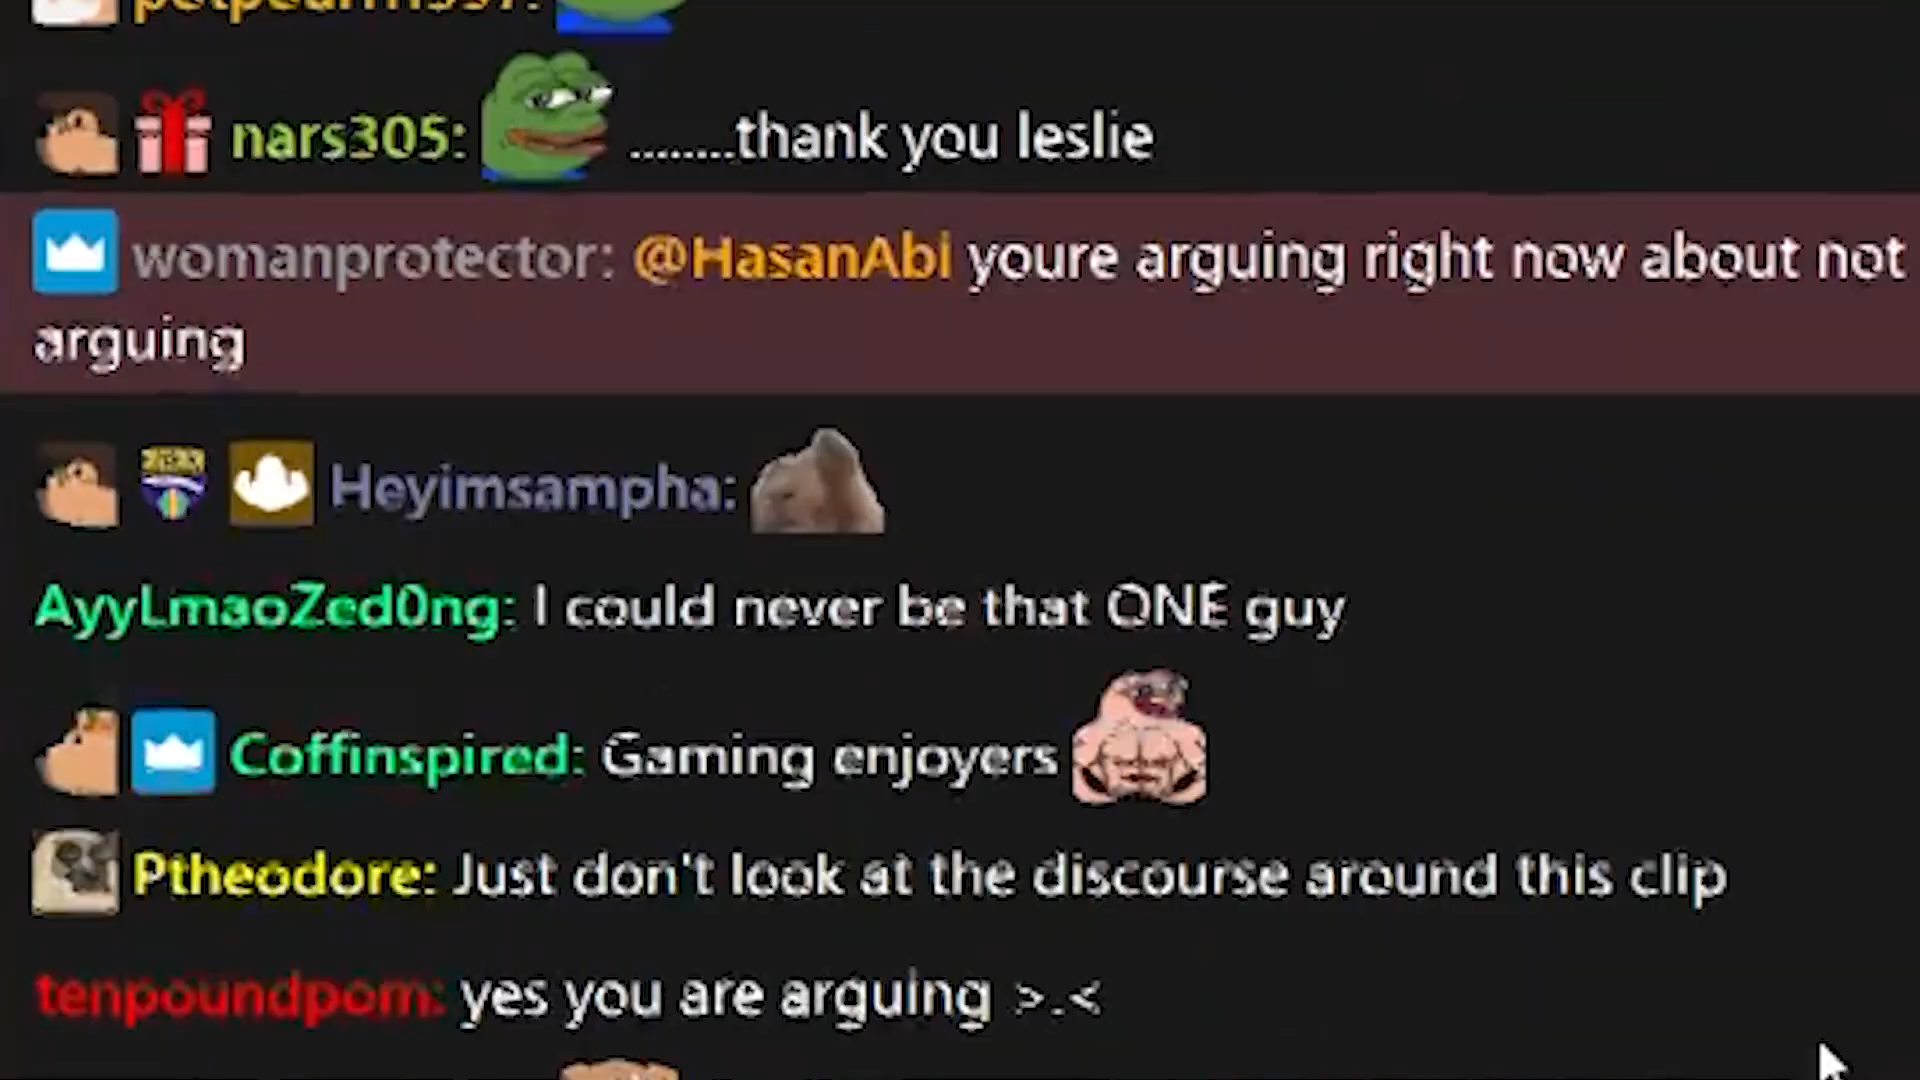 nars305: ........thank you leslie
womanprotector: @HasanAbi youre arguing right now about not
arguing
Heyimsampha:
AyyLmaoZed0ng: I could never be that ONE guy
Coffinspired: Gaming enjoyers
Ptheodore: Just don't look at the discourse around this clip
tenpoundpom: yes you are arguing >.<